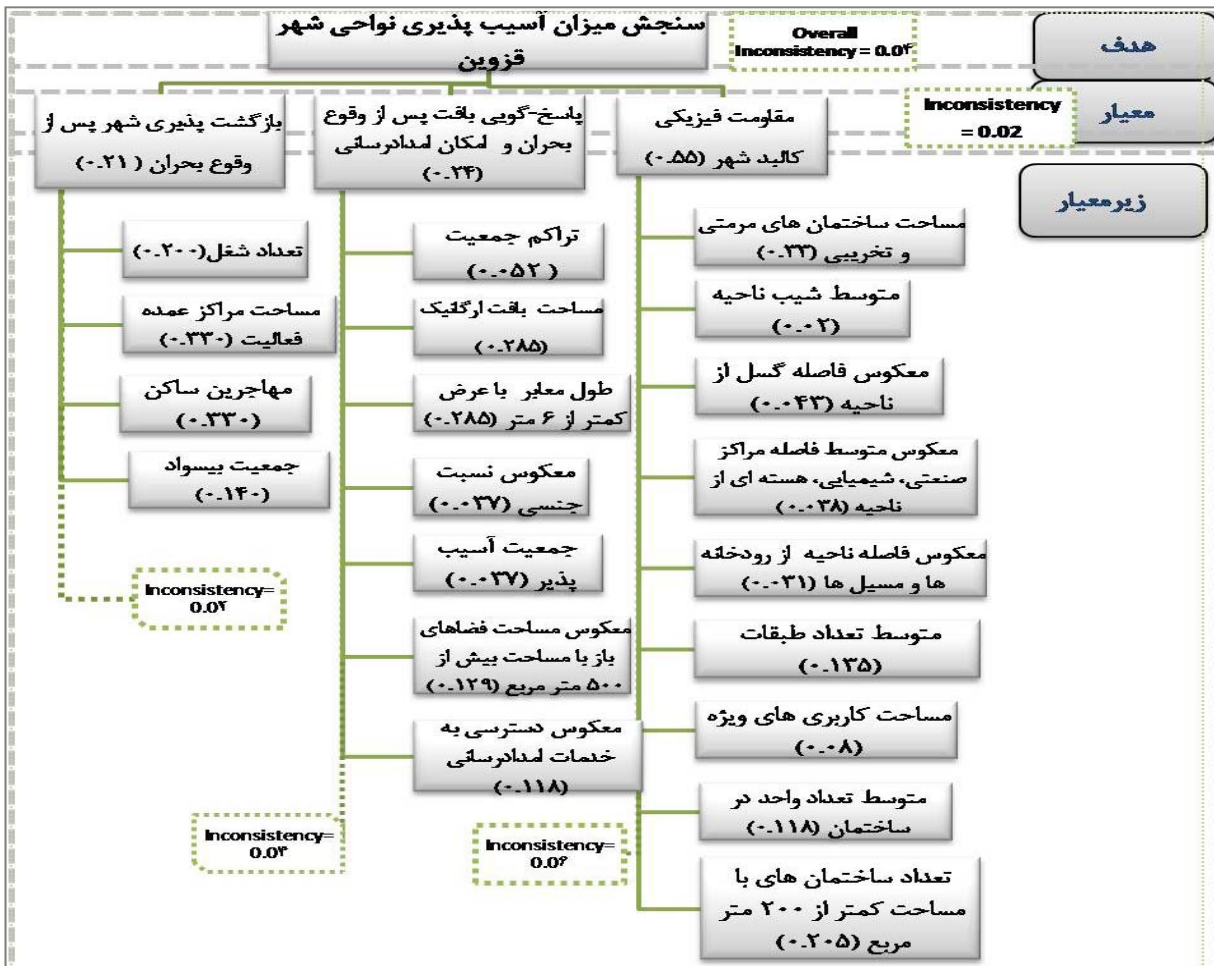 هدف
سنجش میزان آسیب پذیری نواحی شهر
قزوین
Overall
Inconsistency = 0.0۴
معیار
Inconsistency
= 0.02
مقاومت فیزیکی
کالبد شهر (۰.۵۵)
پاسخ-گویی بافت پس از وقوع
بحران و امکان امدادرسانی
(۰.۲۴)
بازگشت پذیری شهر پس از
وقوع بحران (۰.۲۱)
زیرمعیار
مساحت ساختمان های مرمتی
و تخریبی (۰.۳۳)
متوسط شیب ناحیه
(۰.۰۲)
معکوس فاصله گسل از
ناحیه (۰.۰۴۳)
معکوس متوسط فاصله مراکز
صنعتی، شیمیایی، هسته ای از
ناحیه (۰.۰۳۸)
معکوس فاصله ناحیه از رودخانه
ها و مسیل ها (۰.۰۳۱)
متوسط تعداد طبقات
(۰.۱۳۵)
مساحت کاربری های ویژه
(۰.۰۸)
متوسط تعداد واحد در
ساختمان (۰.۱۱۸)
تعداد ساختمان های با
مساحت کمتر از ۲۰۰ متر
مربع (۰.۲۰۵)
Inconsistency=
0.0۶
تراکم جمعیت
(۰.۰۵۲)
مساحت بافت ارگانیک
(۰.۲۸۵)
طول معابر با عرض
کمتر از ۶ متر (۰.۲۸۵)
معکوس نسبت
جنسی (۰.۰۳۷)
جمعیت آسیب
پذیر (۰.۰۳۷)
معکوس مساحت فضاهای
باز با مساحت بیش از
۵۰۰ متر مربع (۰.۱۲۹)
معکوس دسترسی به
خدمات امدادرسانی
(۰.۱۱۸)
Inconsistency=
0.0۴
تعداد شغل(۰.۲۰۰)
مساحت مراکز عمده
فعالیت (۰.۳۳۰)
مهاجرین ساکن
(۰.۳۳۰)
جمعیت بیسواد
(۰.۱۴۰)
Inconsistency=
0.0۲